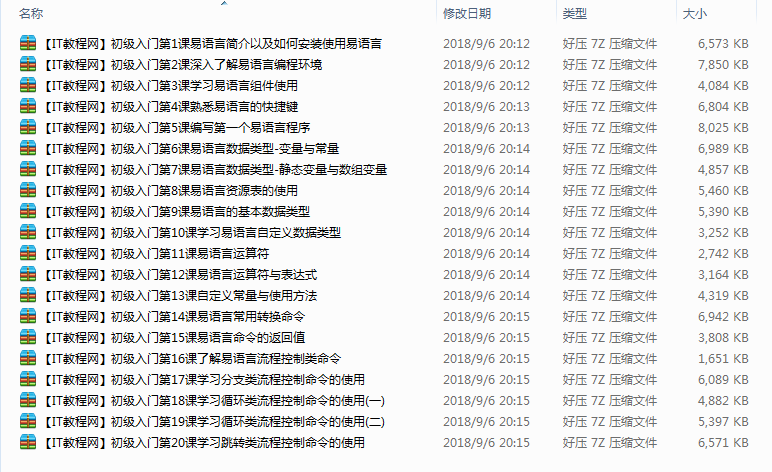 名称 修改日期 类型 大小
【IT教程网】初级入门第1课易语言简介以及如何安装使用易语言 2018/9/6 20:12 好压 7Z 压缩文件 6,573 KB
【IT教程网】初级入门第2课深入了解易语言编程环境 2018/9/6 20:12 好压 7Z 压缩文件 7,850 KB
【IT教程网】初级入门第3课学习易语言组件使用 2018/9/6 20:12 好压 7Z 压缩文件 4,084 KB
【IT教程网】初级入门第4课熟悉易语言的快捷键 2018/9/6 20:13 好压 7Z 压缩文件 6,804 KB
【IT教程网】初级入门第5课编写第一个易语言程序 2018/9/6 20:13 好压 7Z 压缩文件 8,025 KB
【IT教程网】初级入门第6课易语言数据类型-变量与常量 2018/9/6 20:14 好压 7Z 压缩文件 6,989 KB
【IT教程网】初级入门第7课易语言数据类型-静态变量与数组变量 2018/9/6 20:14 好压 7Z 压缩文件 4,857 KB
【IT教程网】初级入门第8课易语言资源表的使用 2018/9/6 20:14 好压 7Z 压缩文件 5,460 KB
【IT教程网】初级入门第9课易语言的基本数据类型 2018/9/6 20:14 好压 7Z 压缩文件 5,390 KB
【IT教程网】初级入门第10课学习易语言自定义数据类型 2018/9/6 20:14 好压 7Z 压缩文件 3,252 KB
【IT教程网】初级入门第11课易语言运算符 2018/9/6 20:14 好压 7Z 压缩文件 2,742 KB
【IT教程网】初级入门第12课易语言运算符与表达式 2018/9/6 20:14 好压 7Z 压缩文件 3,164 KB
【IT教程网】初级入门第13课自定义常量与使用方法 2018/9/6 20:14 好压 7Z 压缩文件 4,319 KB
【IT教程网】初级入门第14课易语言常用转换命令 2018/9/6 20:15 好压 7Z 压缩文件 6,942 KB
【IT教程网】初级入门第15课易语言命令的返回值 2018/9/6 20:15 好压 7Z 压缩文件 3,808 KB
【IT教程网】初级入门第16课了解易语言流程控制类命令 2018/9/6 20:15 好压 7Z 压缩文件 1,651 KB
【IT教程网】初级入门第17课学习分支类流程控制命令的使用 2018/9/6 20:15 好压 7Z 压缩文件 6,089 KB
【IT教程网】初级入门第18课学习循环类流程控制命令的使用(一) 2018/9/6 20:15 好压 7Z 压缩文件 4,882 KB
【IT教程网】初级入门第19课学习循环类流程控制命令的使用(二) 2018/9/6 20:15 好压 7Z 压缩文件 5,397 KB
【IT教程网】初级入门第20课学习跳转类流程控制命令的使用 2018/9/6 20:15 好压 7Z 压缩文件 6,571 KB